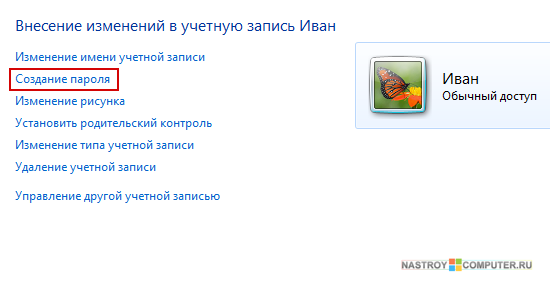 Внесение изменений в учетную запись Иван
Изменение имени учетной записи
Создание пароля
Изменение рисунка
Установить родительский контроль
Изменение типа учетной записи
Удаление учетной записи
Управление другой учетной записью
Иван
Обычный доступ
NASTROY COMPUTER.RU